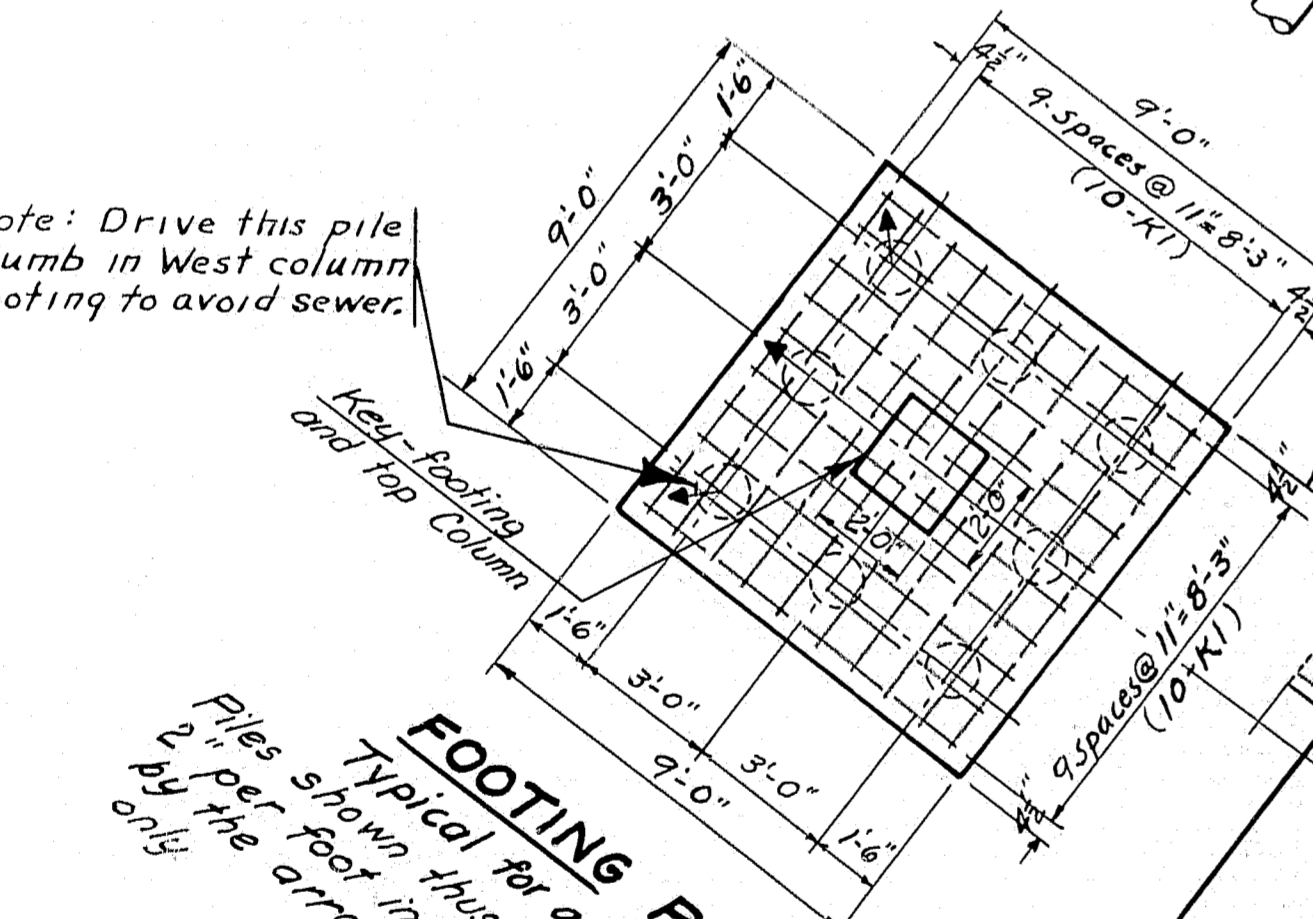 4½"
9'-0"
9-spaces @ 11"= 8'-3"
(10-K1)
4½
1'-6"
3'-0"
9'-0"
3'-0"
1'-6"
ote: Drive this pile
umb in West column
oting to avoid sewer.
Key-footing
and top Column
2'-0"
2'-0"
4½"
9 spaces @ 11"= 8'-3"
(10-K1)
4½"
1'-6"
3'-0"
9'-0"
3'-0"
1'-6"
FOOTING
Typical for
Piles shown thus
2" per foot in
by the arr
only